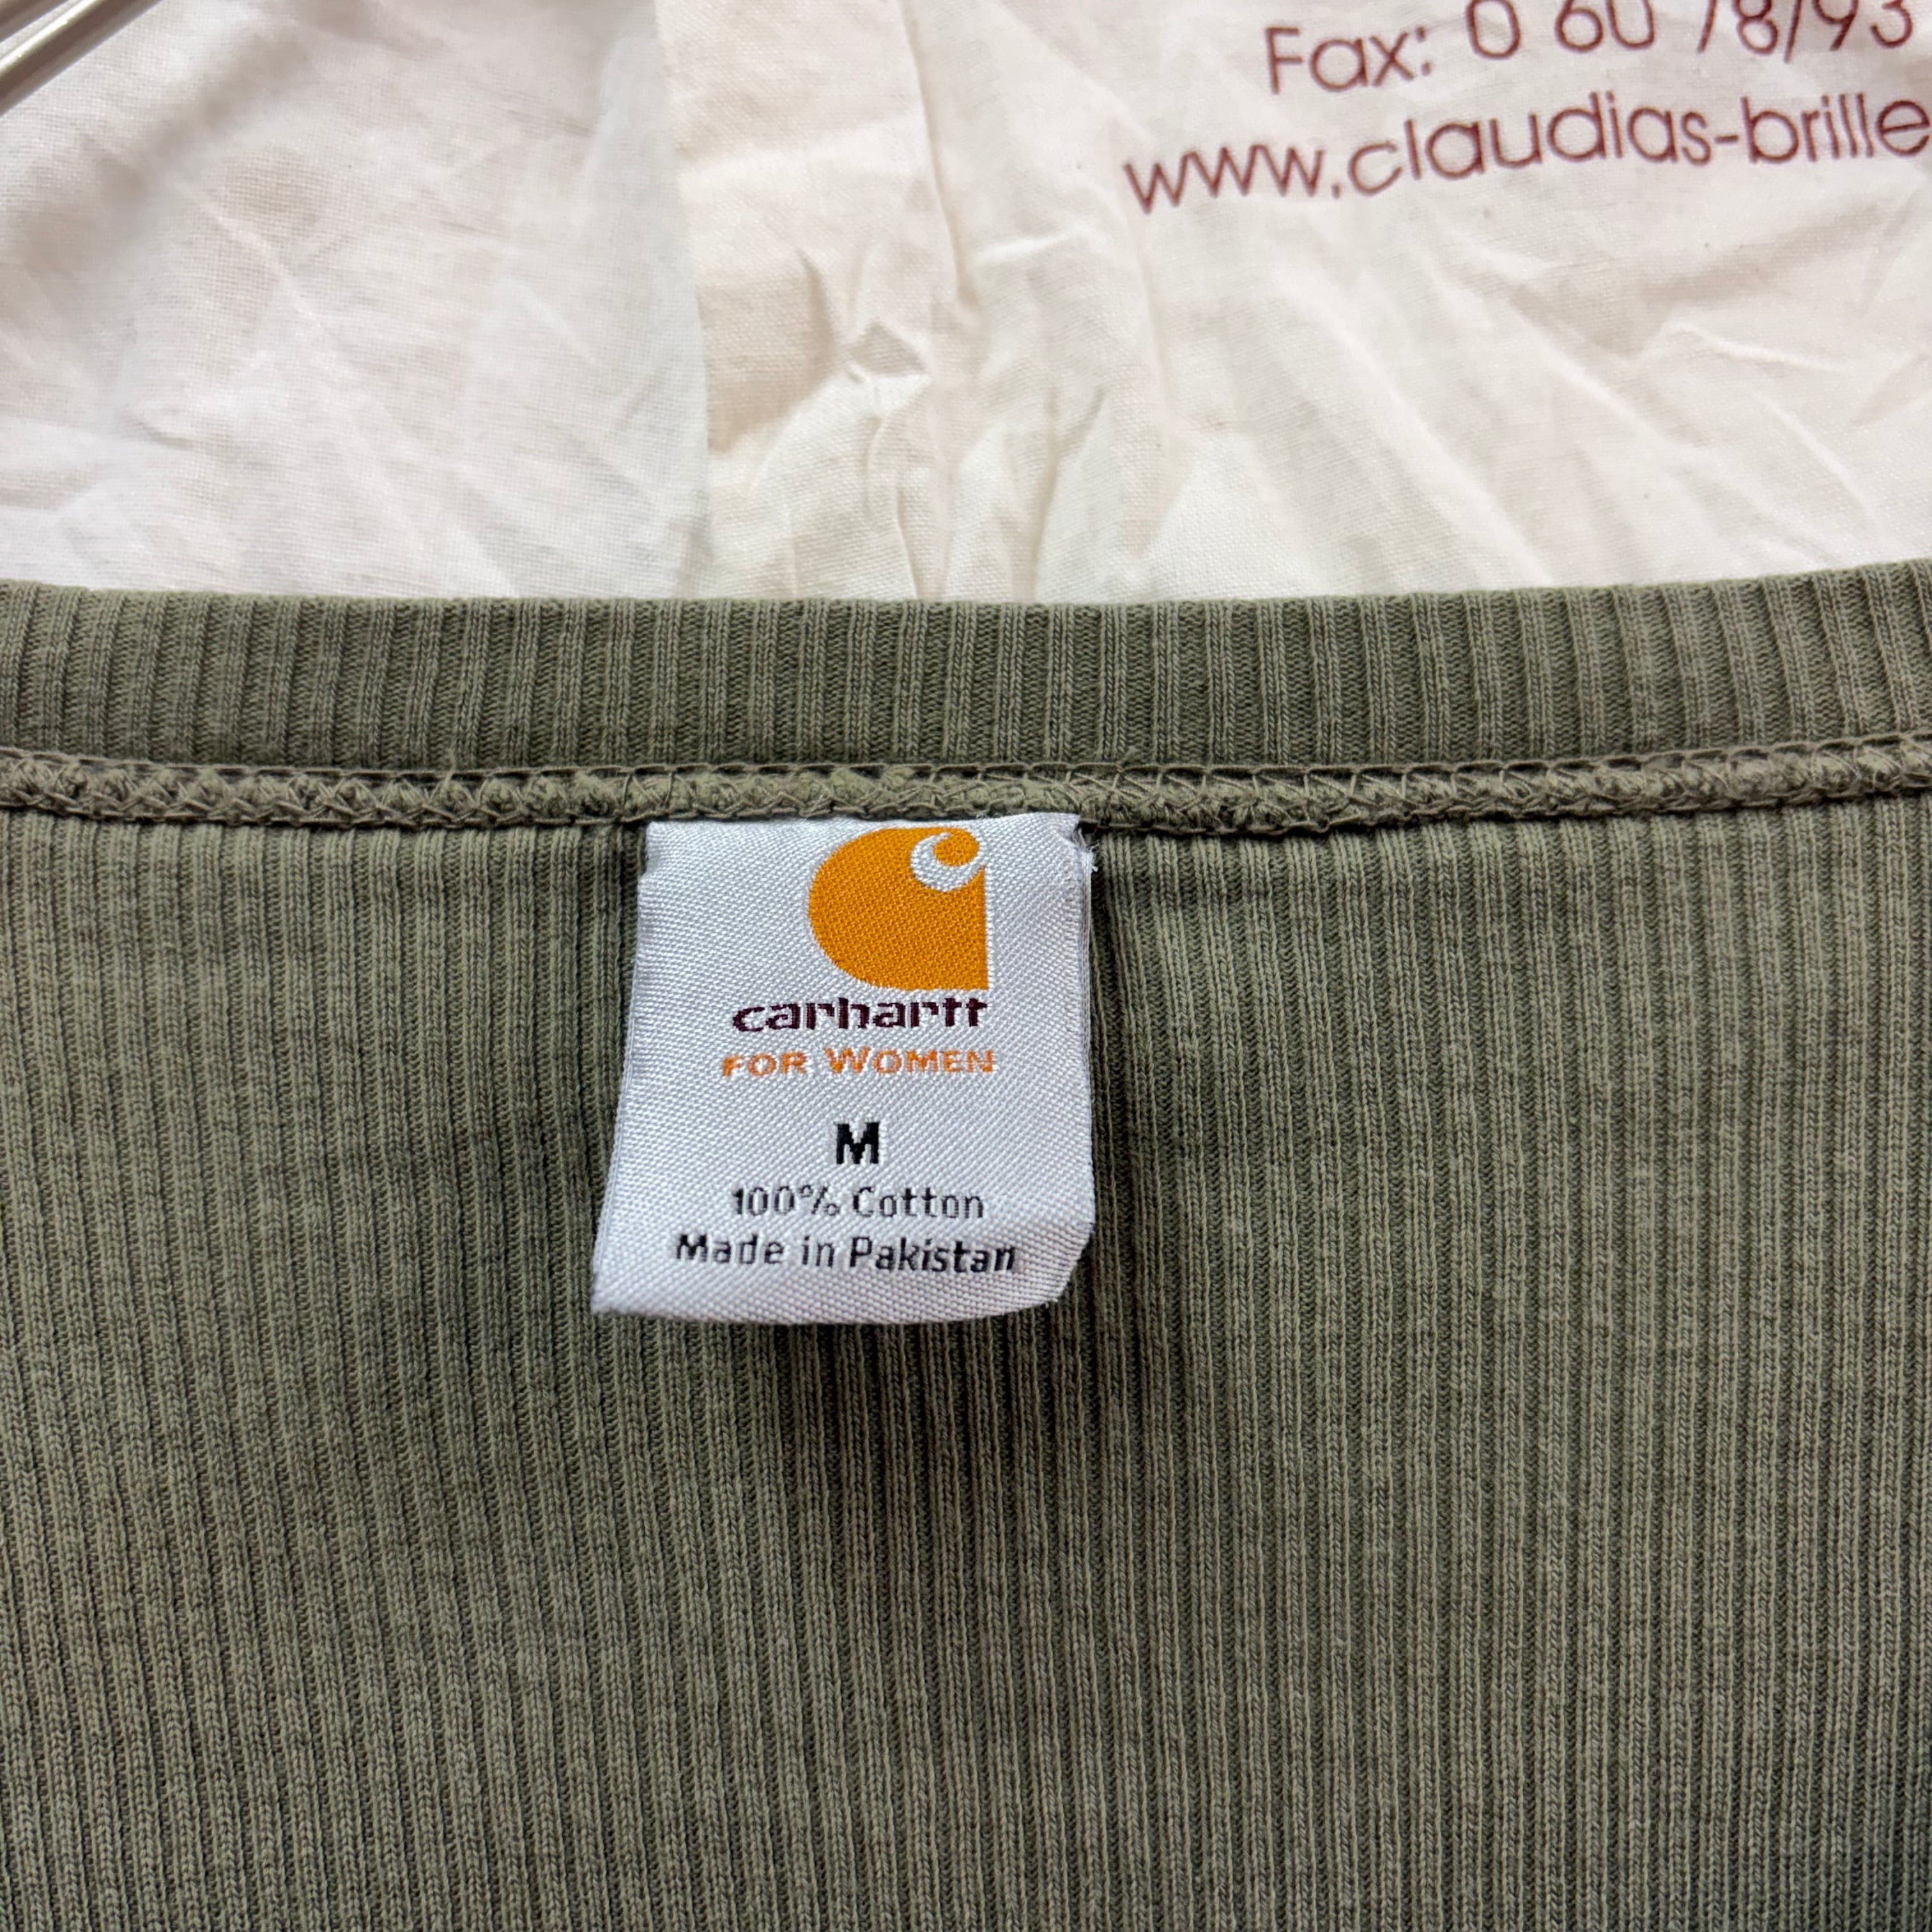 Fax: 0 60 78/93
www.claudias-brille
carhartt
FOR WOMEN
M
100% Cotton
Made in Pakistan